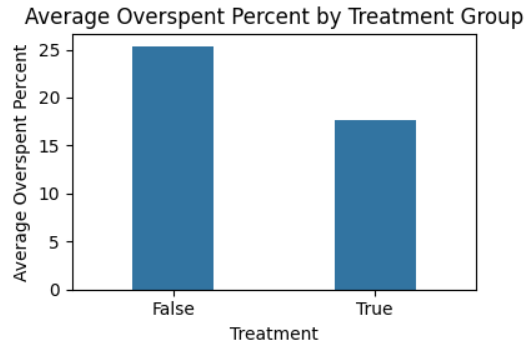 Average Overspent Percent by Treatment Group
Average Overspent Percent
25
20
15
10
5
0
False
True
Treatment